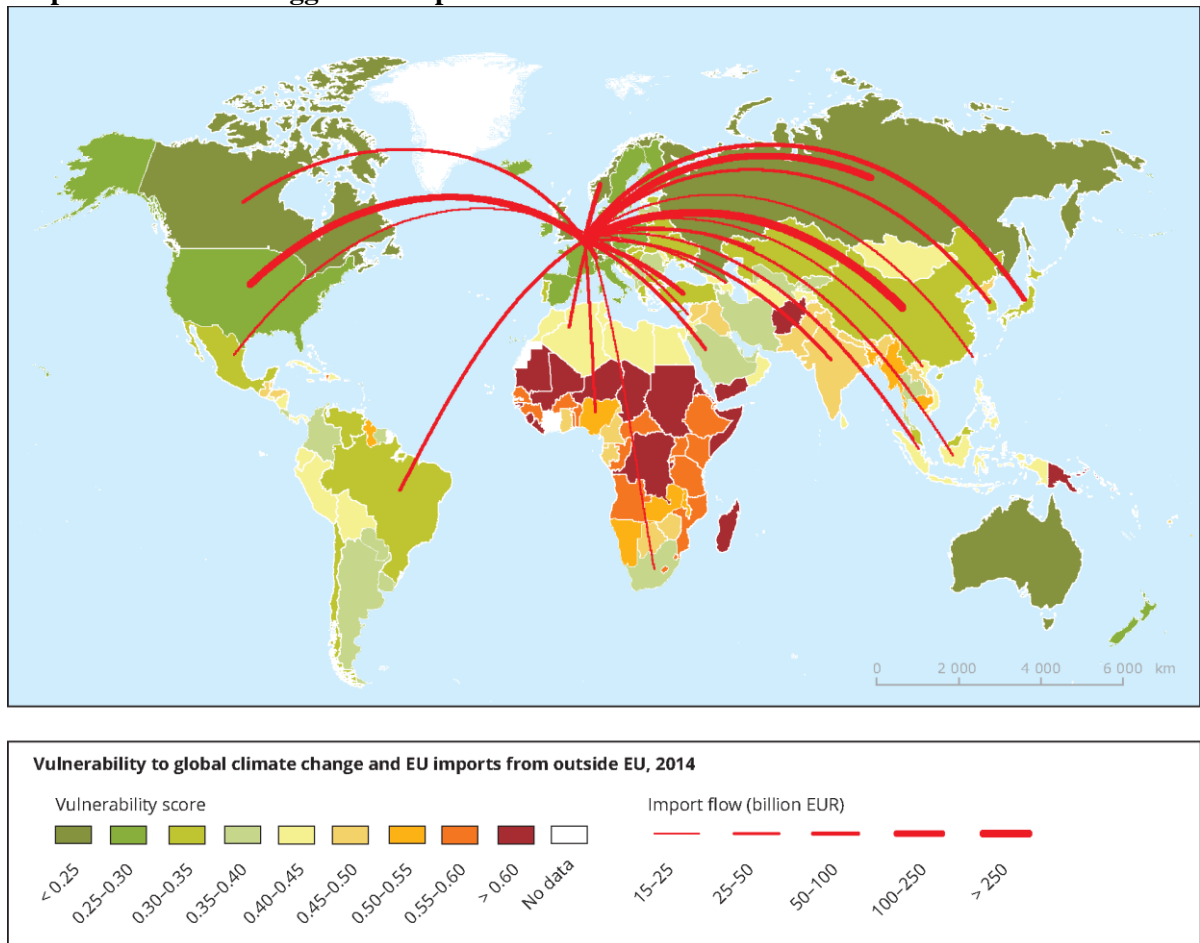 0 2 000 4 000 6 000 km
Vulnerability to global climate change and EU imports from outside EU, 2014
Vulnerability score
Import flow (billion EUR)
< 0.25
0.25–0.30
0.30–0.35
0.35–0.40
0.40–0.45
0.45–0.50
0.50–0.55
0.55–0.60
> 0.60
No data
15–25
25–50
50–100
100–250
> 250